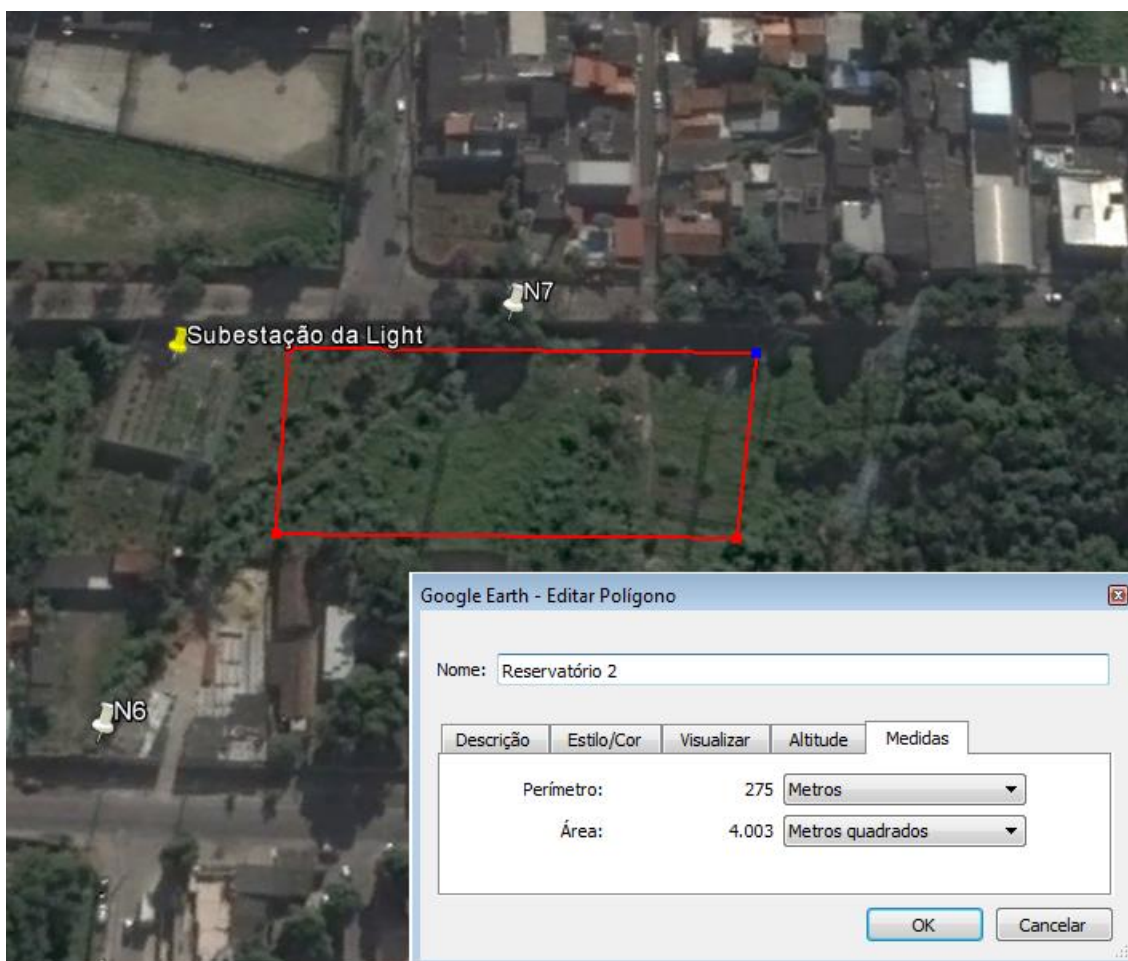 N7
Subestação da Light
N6
Google Earth - Editar Polígono
Nome: Reservatório 2
Descrição Estilo/Cor Visualizar Altitude Medidas
Perímetro: 275 Metros
Área: 4.003 Metros quadrados
OK Cancelar